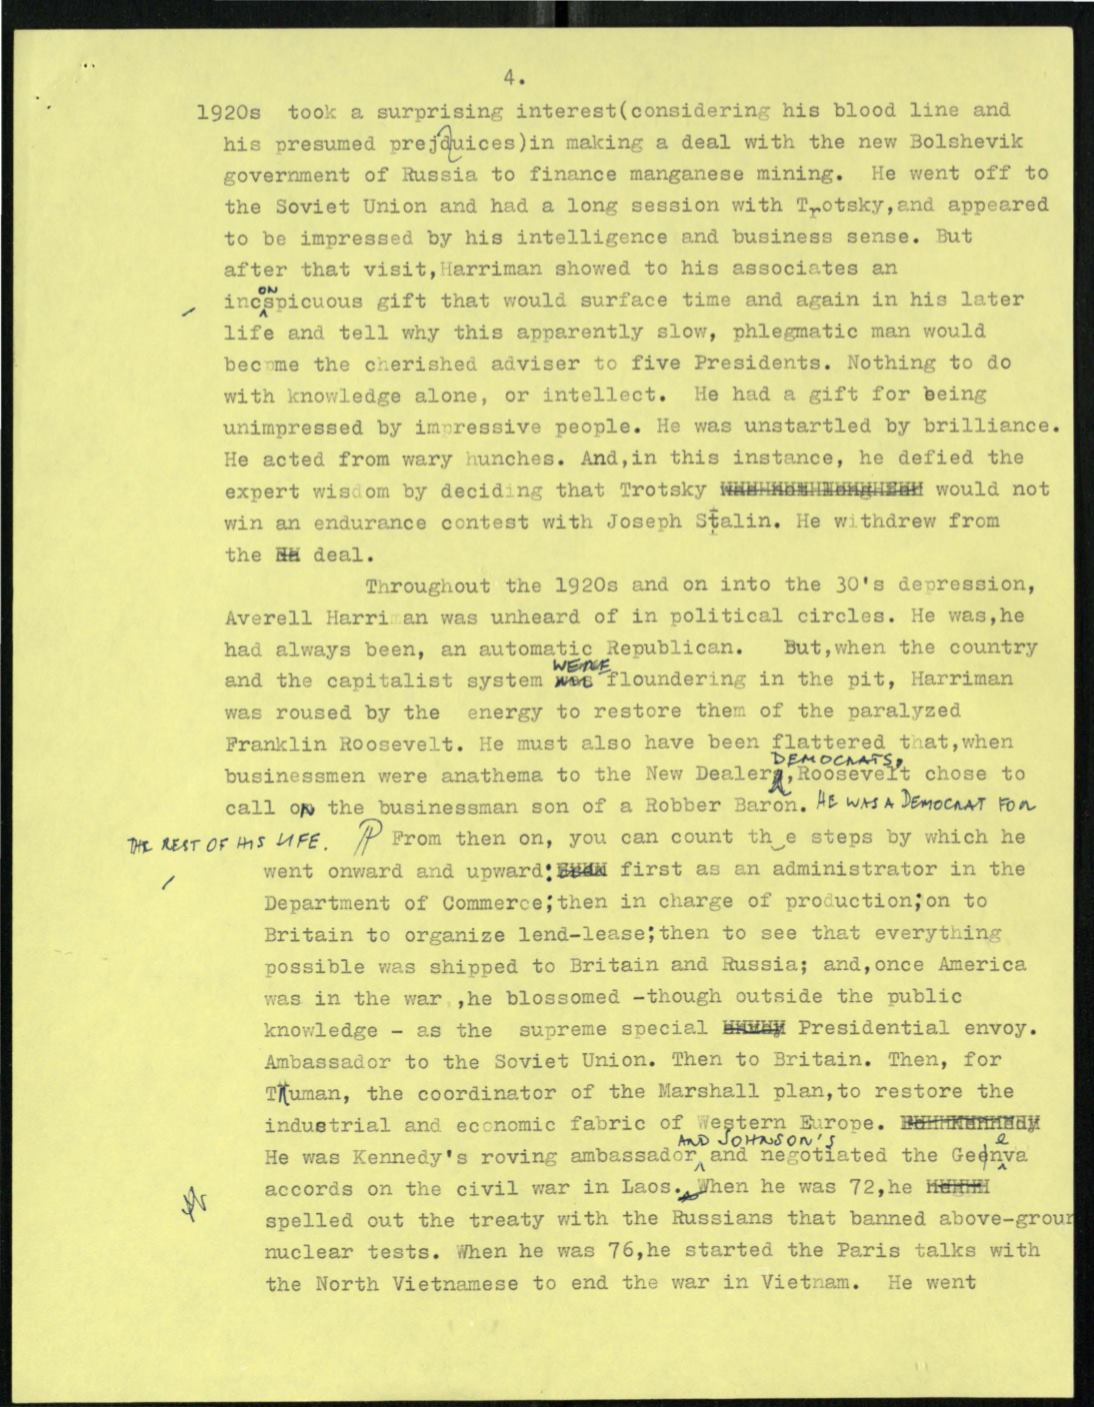 4.
1920s took a surprising interest(considering his blood line and
his presumed prejduices)in making a deal with the new Bolshevik
government of Russia to finance manganese mining. He went off to
the Soviet Union and had a long session with Trotsky,and appeared
to be impressed by his intelligence and business sense. But
after that visit,Harriman showed to his associates an
ON
incspicuous gift that would surface time and again in his later
life and tell why this apparently slow, phlegmatic man would
become the cherished adviser to five Presidents. Nothing to do
with knowledge alone, or intellect. He had a gift for being
unimpressed by impressive people. He was unstartled by brilliance.
He acted from wary hunches. And,in this instance, he defied the
expert wisdom by deciding that Trotsky would not
win an endurance contest with Joseph Stalin. He withdrew from
the deal.
Throughout the 1920s and on into the 30's depression,
Averell Harriman was unheard of in political circles. He was,he
had always been, an automatic Republican. But,when the country
WERE
and the capitalist system was floundering in the pit, Harriman
was roused by the energy to restore them of the paralyzed
Franklin Roosevelt. He must also have been flattered that,when
DEMOCRATS,
businessmen were anathema to the New Dealers,Roosevelt chose to
call on the businessman son of a Robber Baron. HE WAS A DEMOCRAT FOR
THE REST OF HIS LIFE. From then on, you can count the steps by which he
went onward and upward: first as an administrator in the
Department of Commerce;then in charge of production;on to
Britain to organize lend-lease;then to see that everything
possible was shipped to Britain and Russia; and,once America
was in the war ,he blossomed -though outside the public
knowledge - as the supreme special Presidential envoy.
Ambassador to the Soviet Union. Then to Britain. Then, for
Truman, the coordinator of the Marshall plan,to restore the
industrial and economic fabric of Western Europe. For Kennedy
AND JOHNSON'S
He was Kennedy's roving ambassador and negotiated the Geneva
accords on the civil war in Laos. When he was 72,he
spelled out the treaty with the Russians that banned above-groun
nuclear tests. When he was 76,he started the Paris talks with
the North Vietnamese to end the war in Vietnam. He went